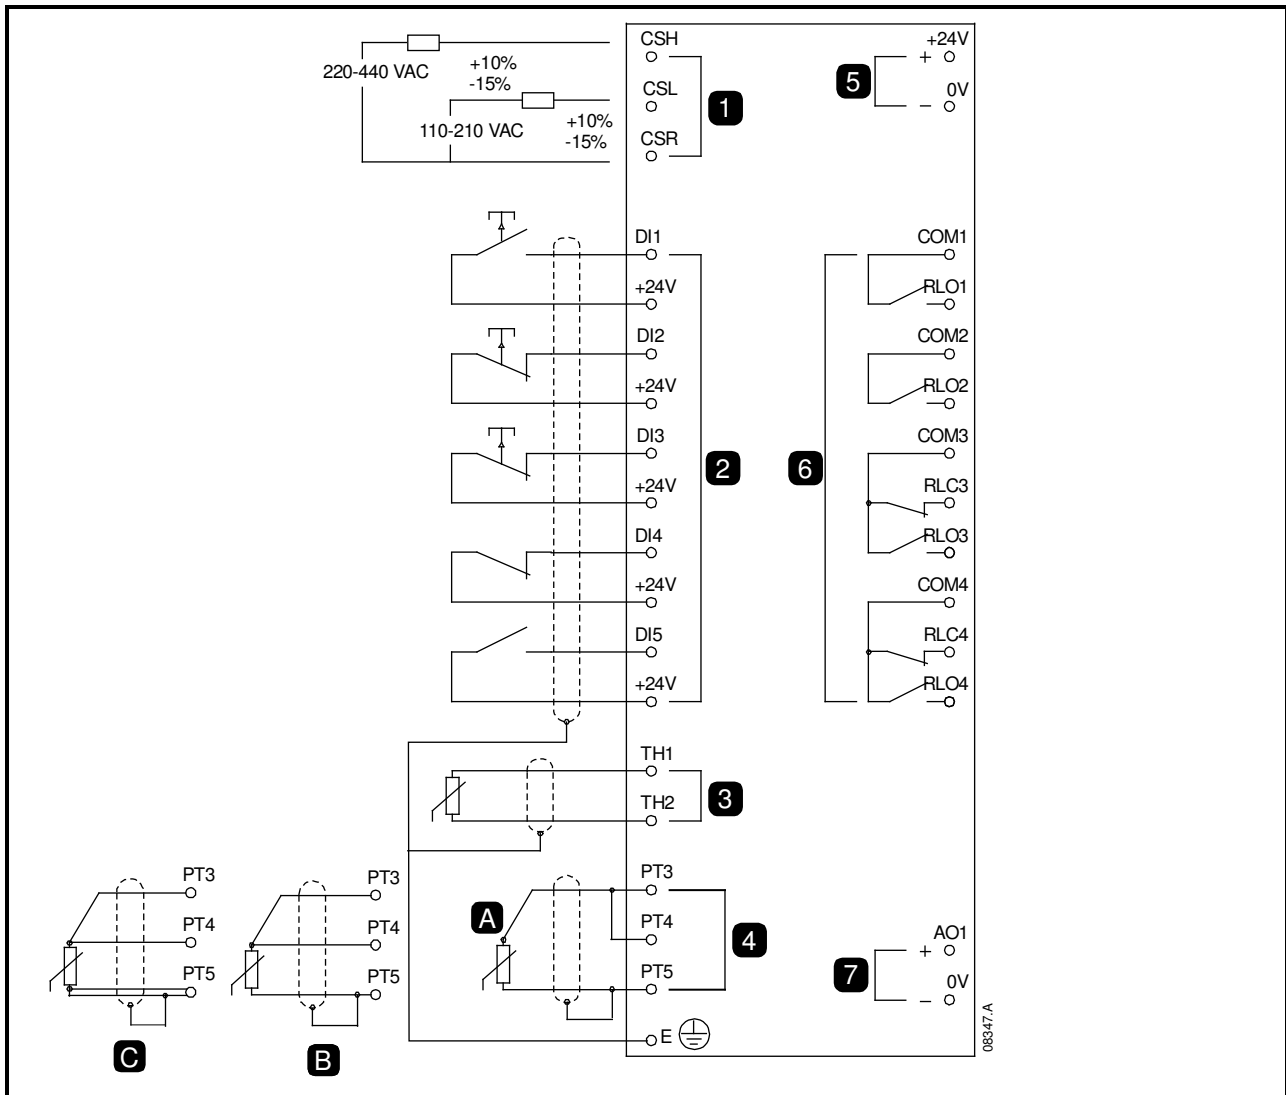 CSH
+24V
+
220-440 VAC
+10%
-15%
CSL
5
0V
1
–
110-210 VAC
+10%
-15%
CSR
DI1
COM1
+24V
RLO1
DI2
COM2
+24V
RLO2
DI3
COM3
2
6
+24V
RLC3
DI4
RLO3
+24V
COM4
DI5
RLC4
+24V
RLO4
TH1
3
TH2
PT3
PT3
PT3
A
PT4
PT4
PT4
4
AO1
+
PT5
PT5
PT5
7
0V
–
E
C
B
08347.A